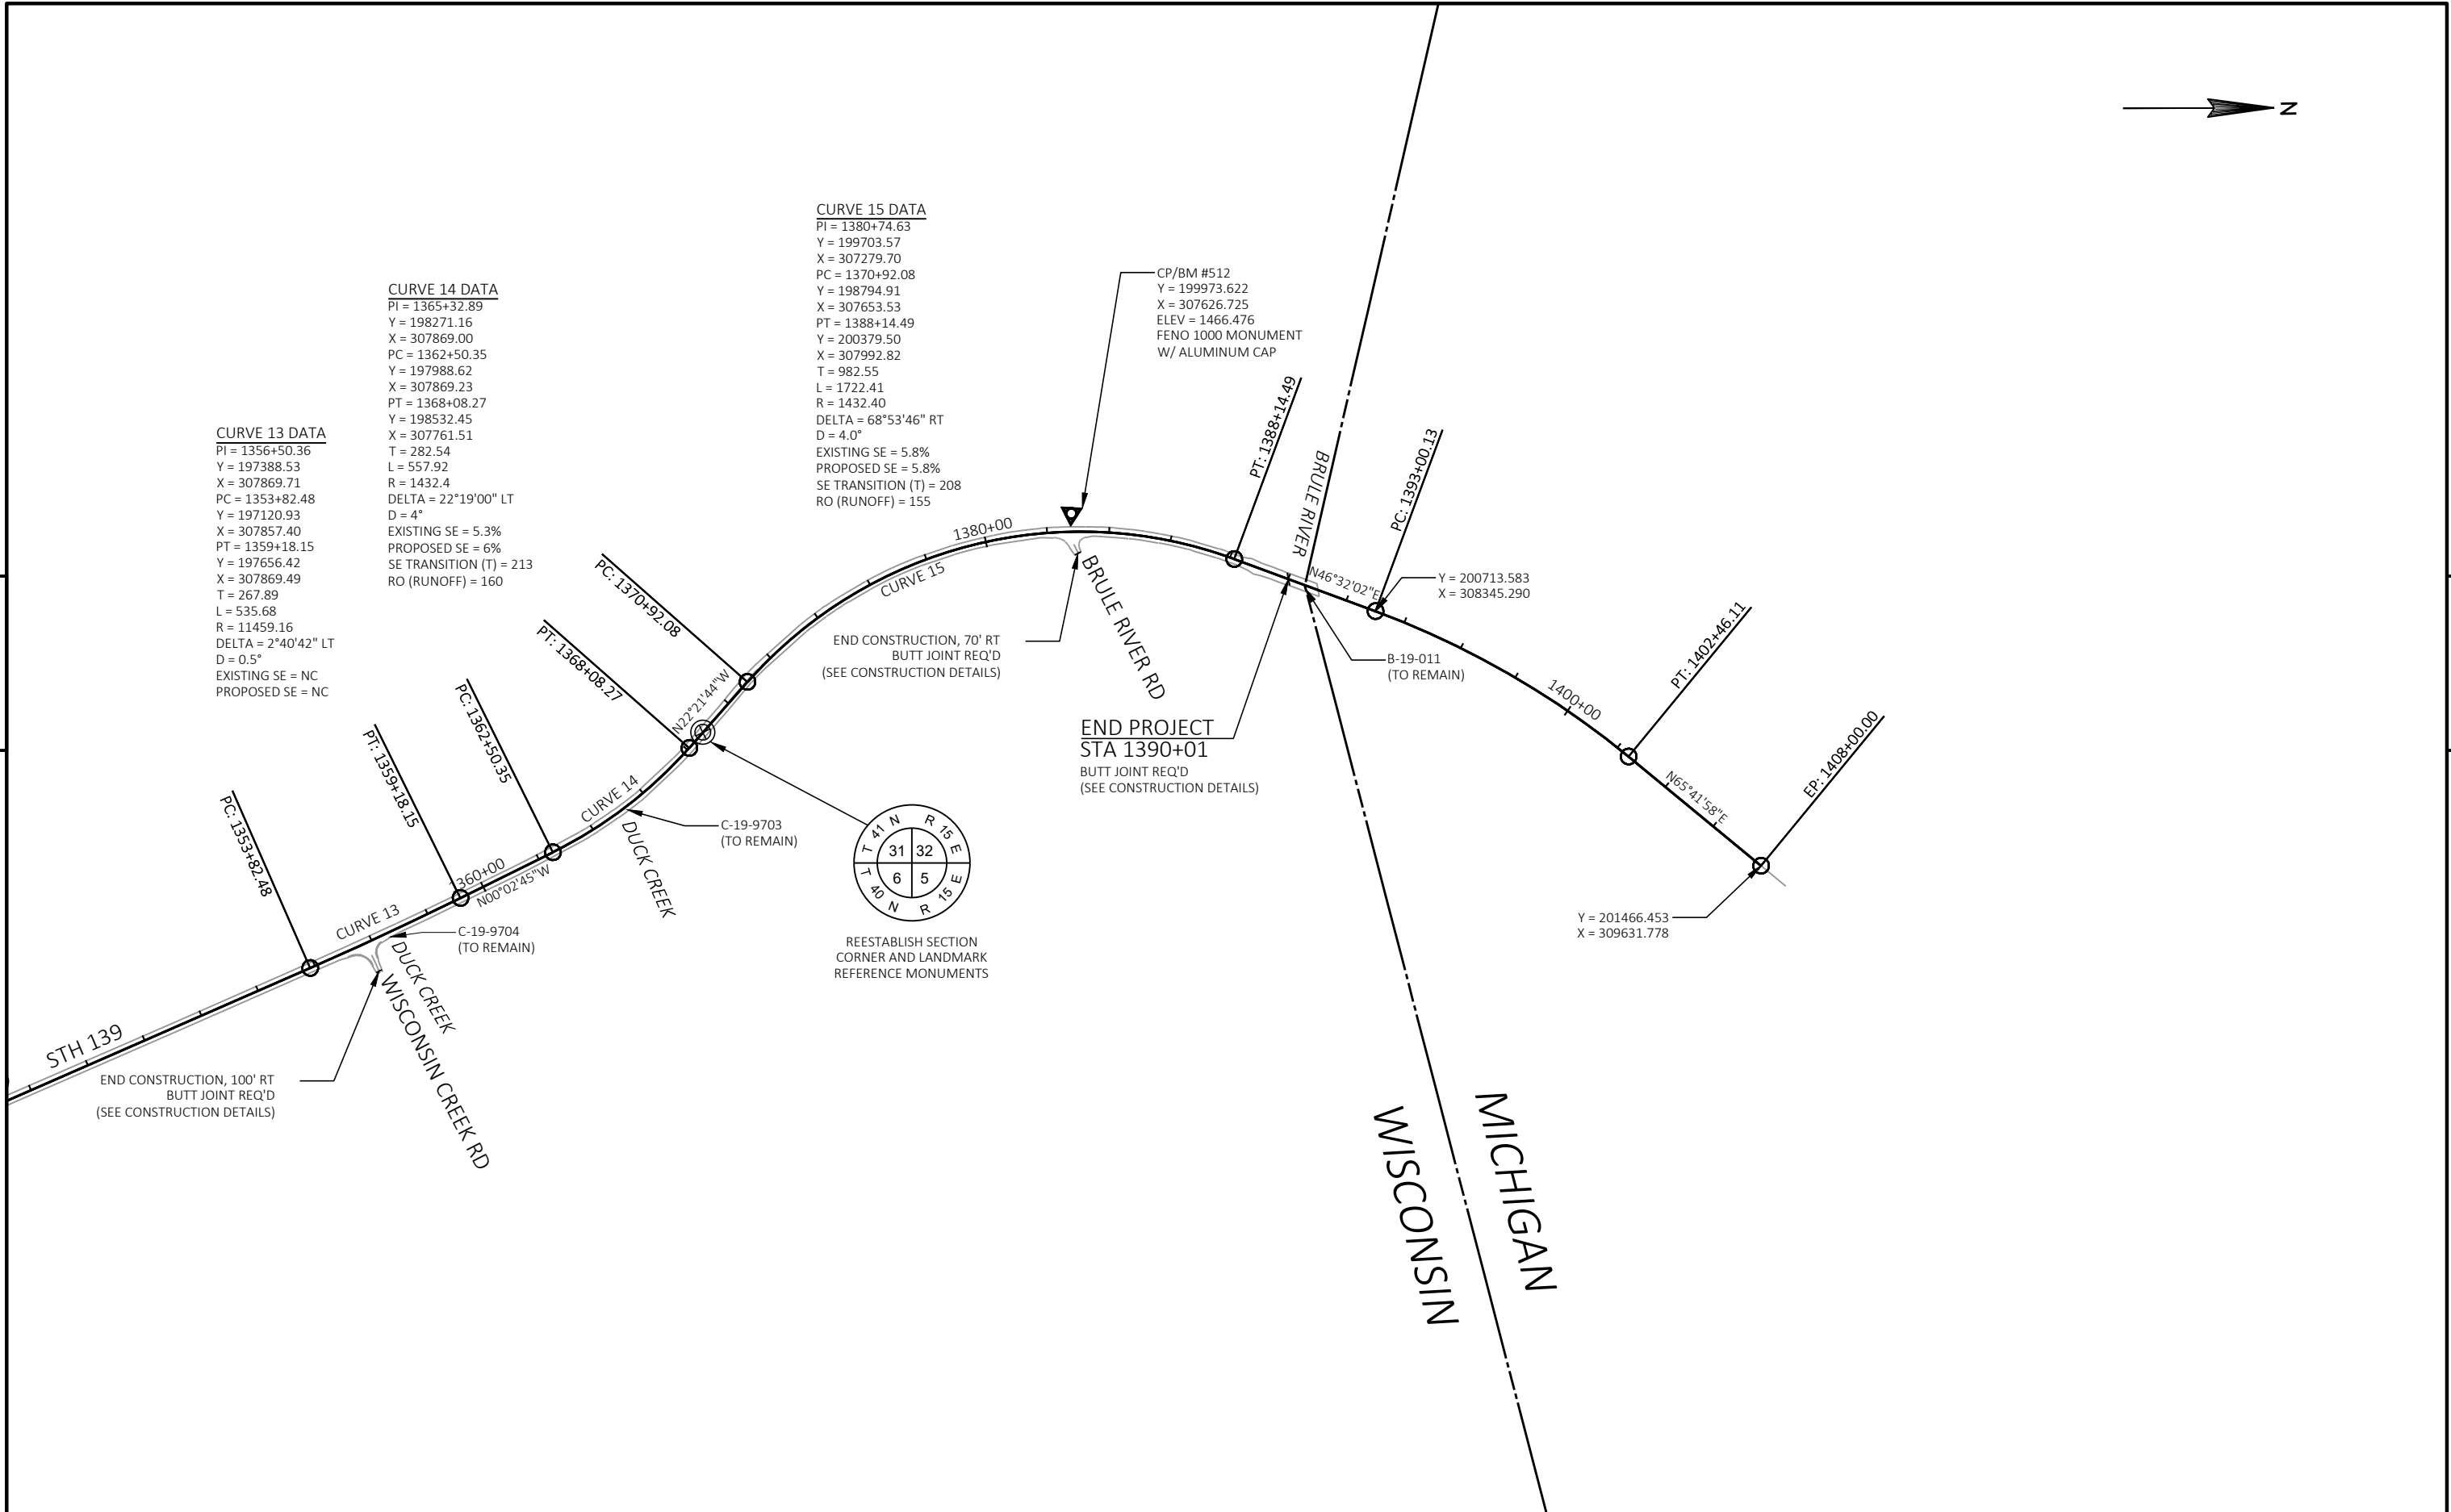 N
CURVE 15 DATA
PI = 1380+74.63
Y = 199703.57
X = 307279.70
PC = 1370+92.08
Y = 198794.91
X = 307653.53
PT = 1388+14.49
Y = 200379.50
X = 307992.82
T = 982.55
L = 1722.41
R = 1432.40
DELTA = 68°53'46" RT
D = 4.0°
EXISTING SE = 5.8%
PROPOSED SE = 5.8%
SE TRANSITION (T) = 208
RO (RUNOFF) = 155
CURVE 14 DATA
PI = 1365+32.89
Y = 198271.16
X = 307869.00
PC = 1362+50.35
Y = 197988.62
X = 307869.23
PT = 1368+08.27
Y = 198532.45
X = 307761.51
T = 282.54
L = 557.92
R = 1432.4
DELTA = 22°19'00" LT
D = 4°
EXISTING SE = 5.3%
PROPOSED SE = 6%
SE TRANSITION (T) = 213
RO (RUNOFF) = 160
CURVE 13 DATA
PI = 1356+50.36
Y = 197388.53
X = 307869.71
PC = 1353+82.48
Y = 197120.93
X = 307857.40
PT = 1359+18.15
Y = 197656.42
X = 307869.49
T = 267.89
L = 535.68
R = 11459.16
DELTA = 2°40'42" LT
D = 0.5°
EXISTING SE = NC
PROPOSED SE = NC
CP/BM #512
Y = 199973.622
X = 307626.725
ELEV = 1466.476
FENO 1000 MONUMENT
W/ ALUMINUM CAP
PC: 1353+82.48
PT: 1359+18.15
PC: 1362+50.35
PT: 1368+08.27
PC: 1370+92.08
PT: 1388+14.49
BRULE RIVER
PC: 1393+00.13
PT: 1402+46.11
EP: 1408+00.00
STH 139
CURVE 13
1360+00
N00°02'45"W
CURVE 14
N22°21'44"W
CURVE 15
1380+00
N46°32'02"E
1400+00
N65°41'58"E
Y = 200713.583
X = 308345.290
Y = 201466.453
X = 309631.778
B-19-011
(TO REMAIN)
BRULE RIVER RD
END CONSTRUCTION, 70' RT
BUTT JOINT REQ'D
(SEE CONSTRUCTION DETAILS)
END PROJECT
STA 1390+01
BUTT JOINT REQ'D
(SEE CONSTRUCTION DETAILS)
C-19-9703
(TO REMAIN)
DUCK CREEK
C-19-9704
(TO REMAIN)
DUCK CREEK
WISCONSIN CREEK RD
END CONSTRUCTION, 100' RT
BUTT JOINT REQ'D
(SEE CONSTRUCTION DETAILS)
T 41 N R 15 E
31 32
6 5
T 40 N R 15 E
REESTABLISH SECTION
CORNER AND LANDMARK
REFERENCE MONUMENTS
WISCONSIN
MICHIGAN